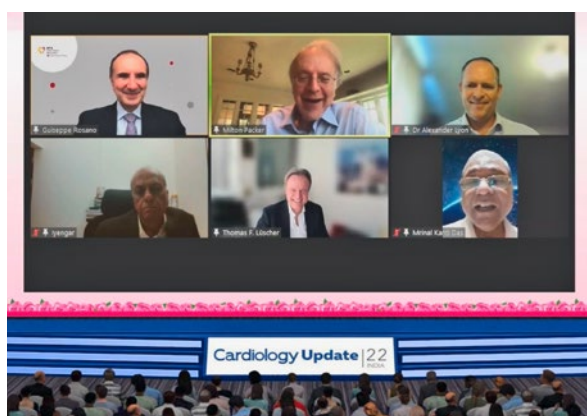 Giuseppe Rosano
Milton Packer
Dr Alexander Lyon
Iyengar
Thomas F. Lüscher
Mrinal Kanti Das
Cardiology Update 22
INDIA